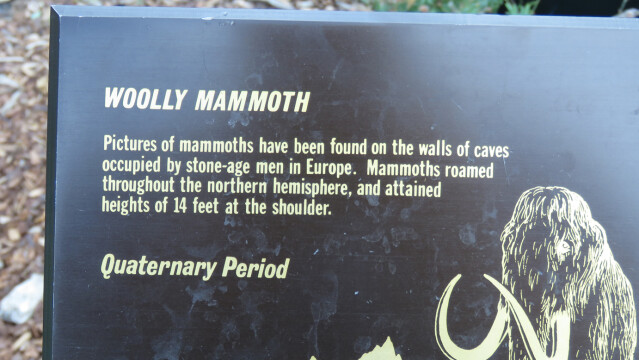 WOOLLY MAMMOTH
Pictures of mammoths have been found on the walls of caves
occupied by stone-age men in Europe. Mammoths roamed
throughout the northern hemisphere, and attained
heights of 14 feet at the shoulder.
Quaternary Period